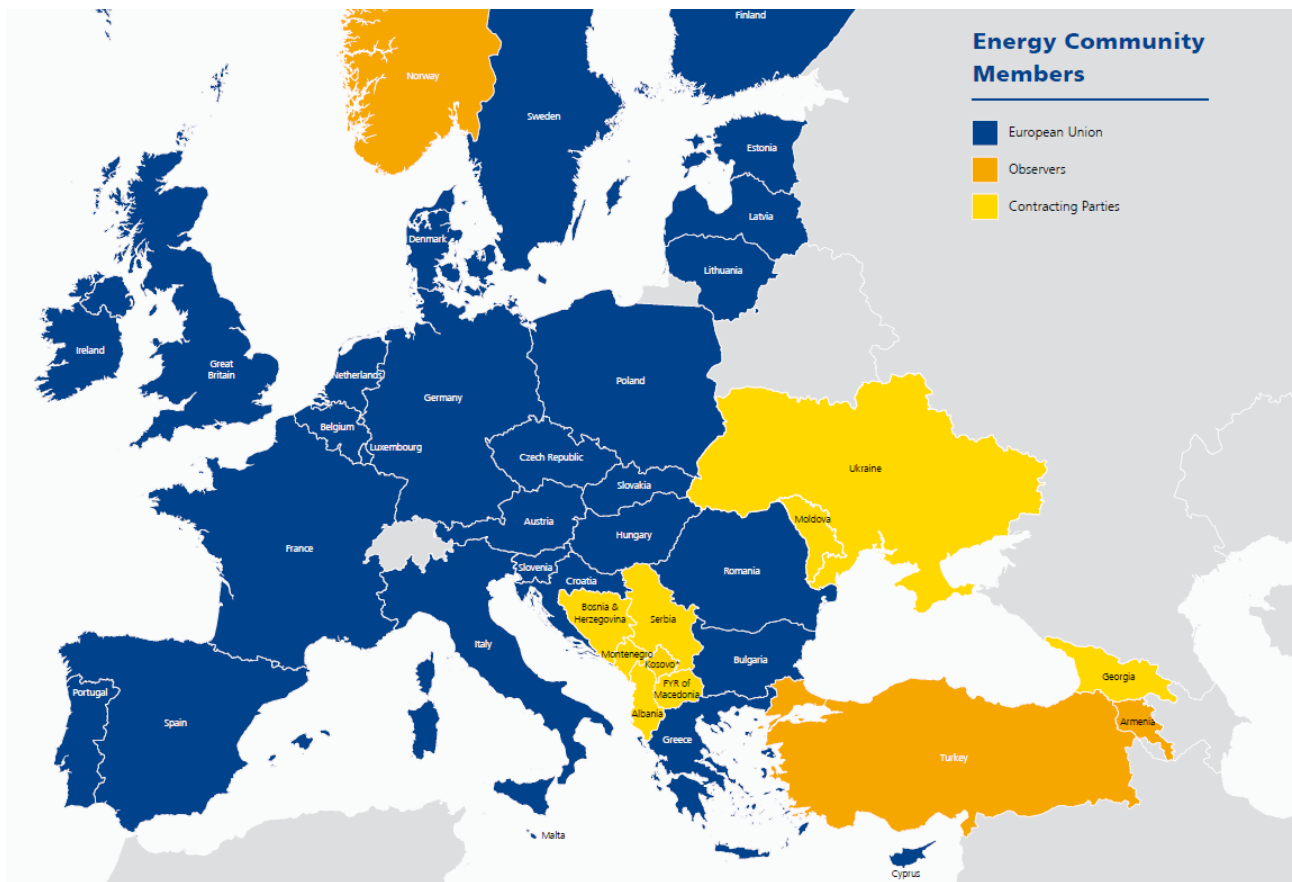 Finland
Energy Community
Members
Norway
Sweden
European Union
Estonia
Observers
Contracting Parties
Latvia
Denmark
Lithuania
Ireland
Great
Britain
Netherlands
Poland
Germany
Belgium
Luxembourg
Czech Republic
Ukraine
Slovakia
Moldova
Austria
Hungary
France
Slovenia
Romania
Croatia
Bosnia &
Herzegovina
Serbia
Italy
Montenegro
Kosovo*
Bulgaria
Georgia
FYR of
Macedonia
Portugal
Spain
Albania
Armenia
Greece
Turkey
Malta
Cyprus